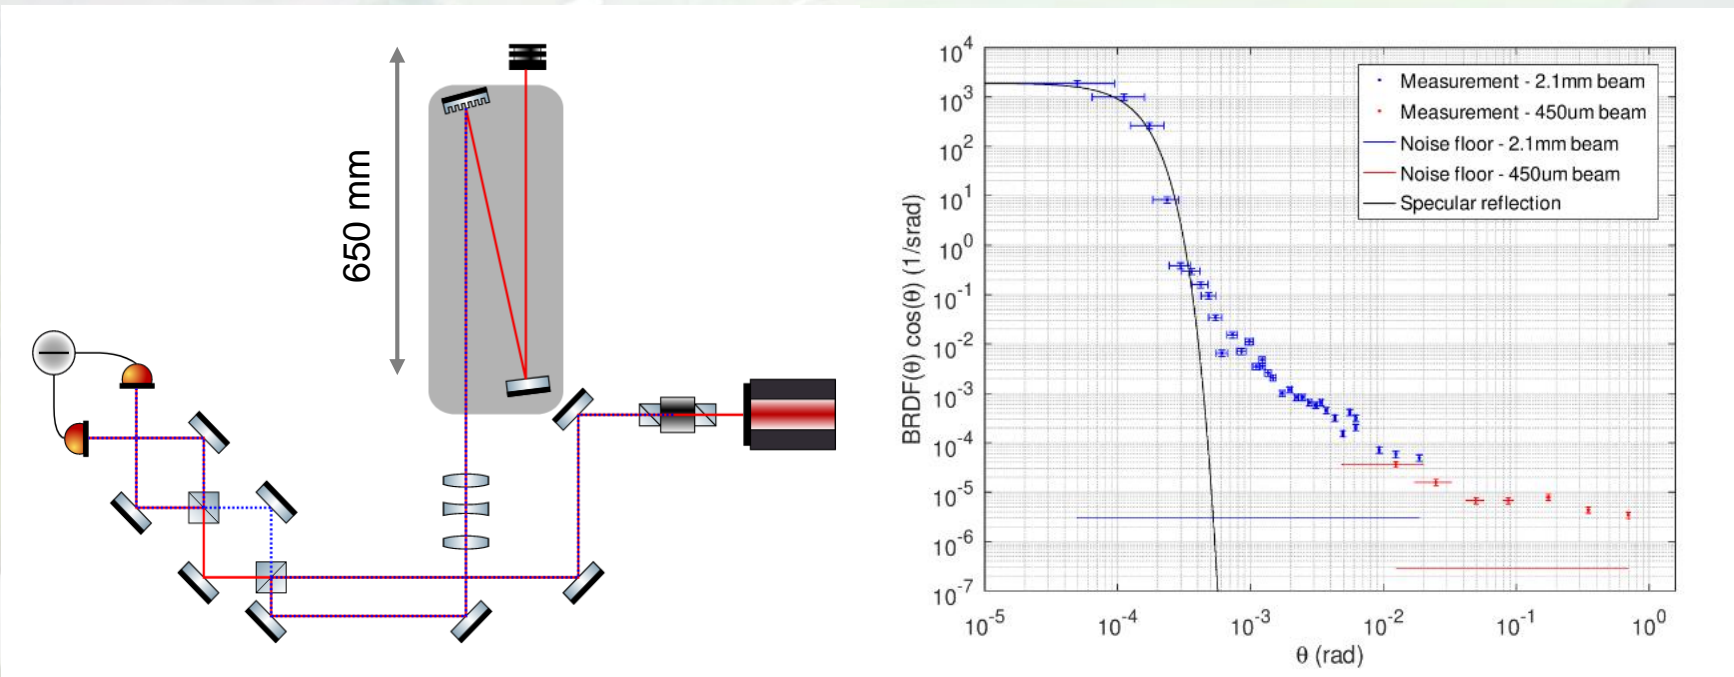 650 mm
10^4
10^3
10^2
10^1
10^0
10^-1
10^-2
10^-3
10^-4
10^-5
10^-6
10^-7
BRDF(θ) cos(θ) (1/srad)
Measurement - 2.1mm beam
Measurement - 450um beam
Noise floor - 2.1mm beam
Noise floor - 450um beam
Specular reflection
10^-5 10^-4 10^-3 10^-2 10^-1 10^0
θ (rad)